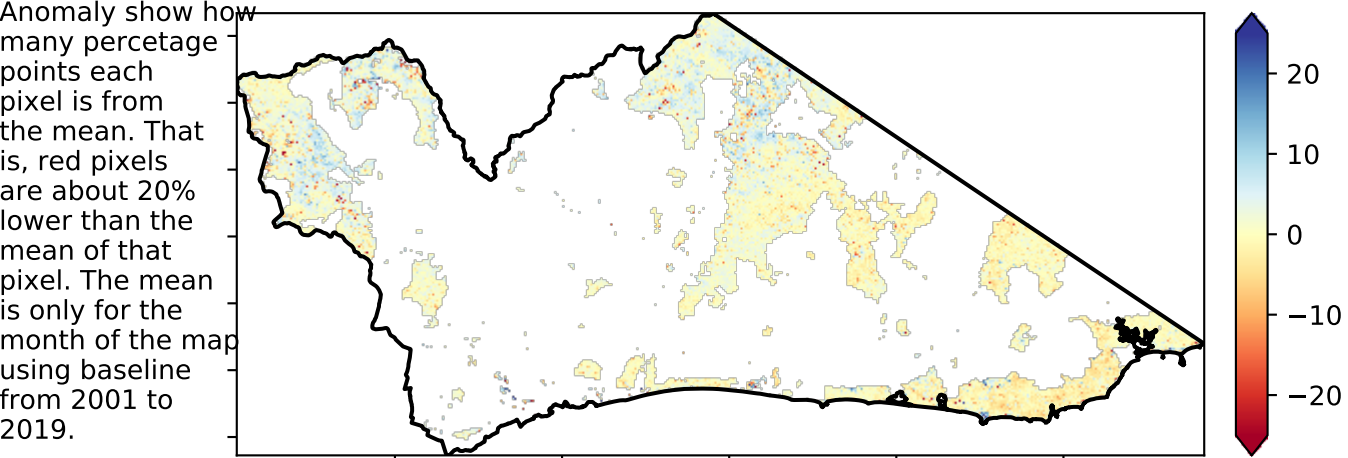 Anomaly show how
many percetage
points each
pixel is from
the mean. That
is, red pixels
are about 20%
lower than the
mean of that
pixel. The mean
is only for the
month of the map
using baseline
from 2001 to
2019.
20
10
0
−10
−20